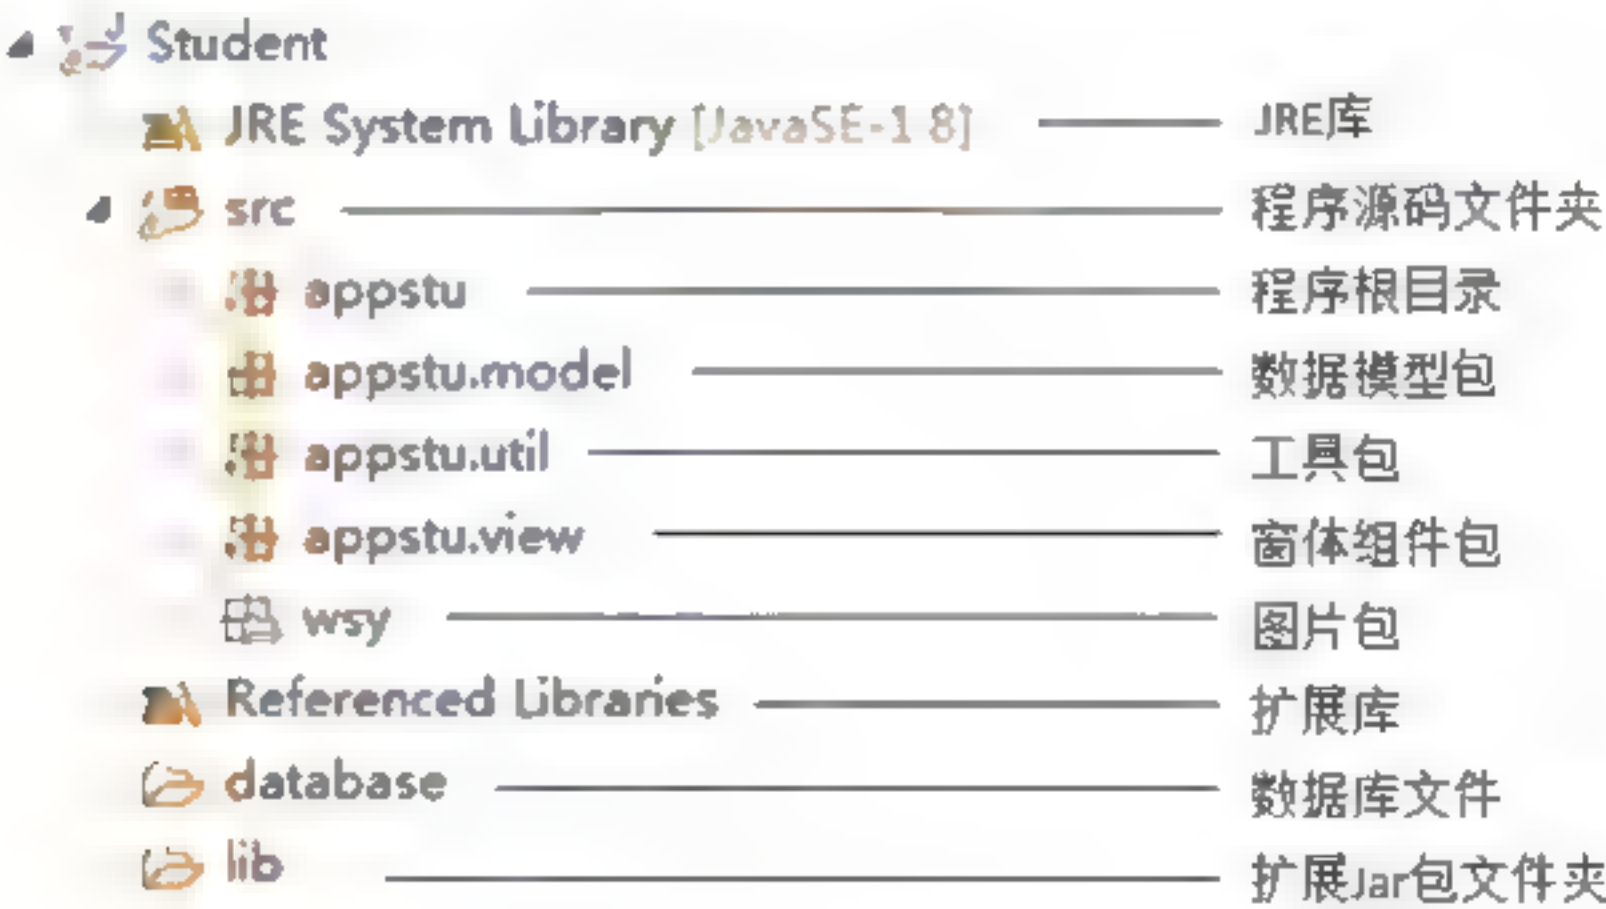 Student
JRE System Library [JavaSE-1.8] JRE库
src 程序源码文件夹
appstu 程序根目录
appstu.model 数据模型包
appstu.util 工具包
appstu.view 窗体组件包
wsy 图片包
Referenced Libraries 扩展库
database 数据库文件
lib 扩展Jar包文件夹